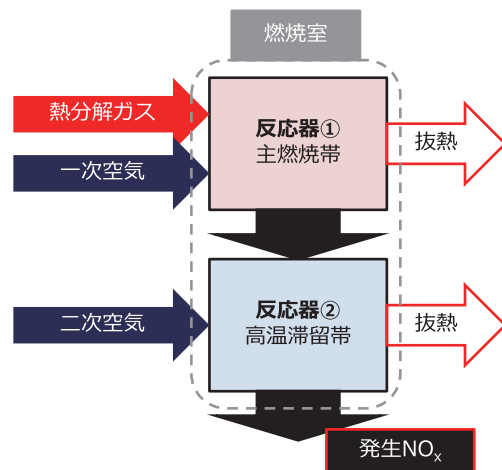 燃焼室
熱分解ガス
反応器①
主燃焼帯
抜熱
一次空気
反応器②
高温滞留帯
二次空気
抜熱
発生NOx